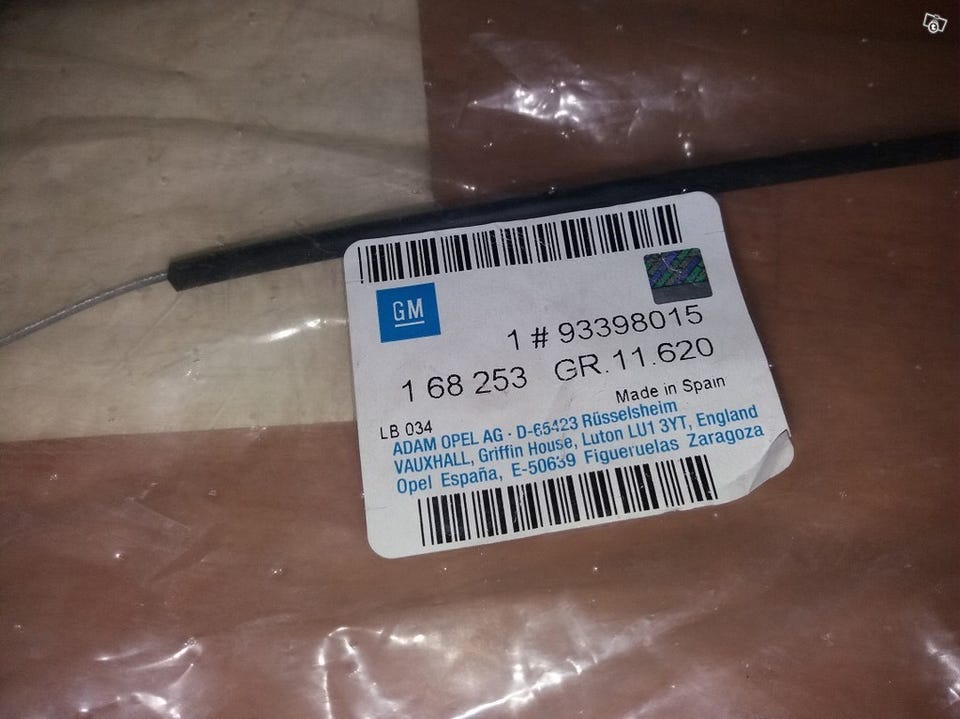 GM
1 # 93398015
1 68 253 GR.11.620
Made in Spain
LB 034
ADAM OPEL AG · D-65423 Rüsselsheim
VAUXHALL, Griffin House, Luton LU1 3YT, England
Opel España, E-50639 Figueruelas Zaragoza